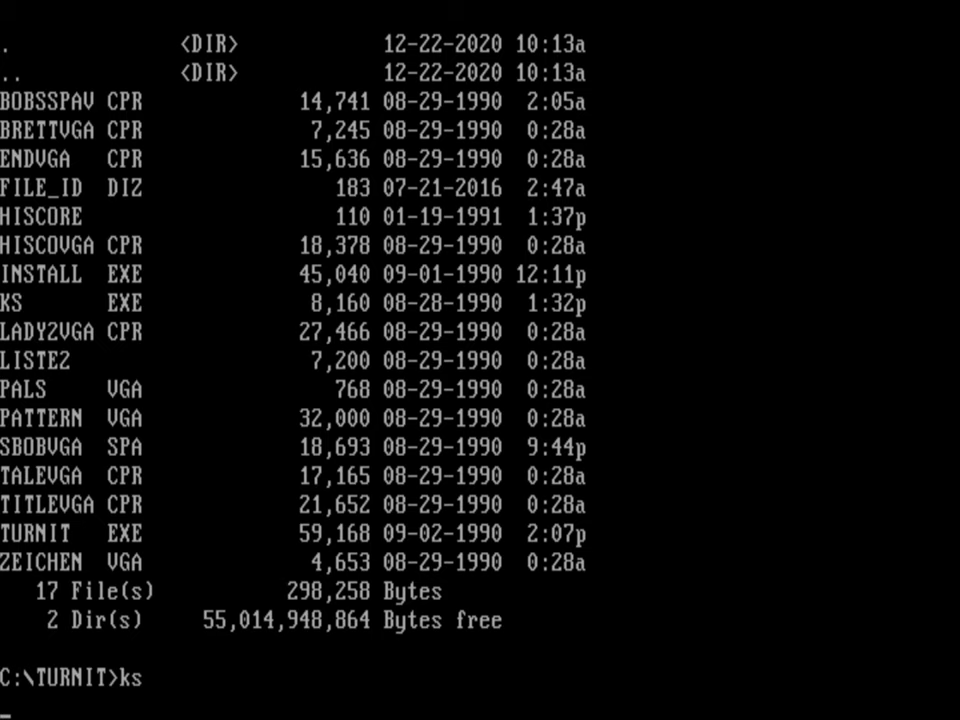 . <DIR> 12-22-2020 10:13a
.. <DIR> 12-22-2020 10:13a
BOBSSPAV CPR 14,741 08-29-1990 2:05a
BRETTVGA CPR 7,245 08-29-1990 0:28a
ENDVGA CPR 15,636 08-29-1990 0:28a
FILE_ID DIZ 183 07-21-2016 2:47a
HISCORE 110 01-19-1991 1:37p
HISCOVGA CPR 18,378 08-29-1990 0:28a
INSTALL EXE 45,040 09-01-1990 12:11p
KS EXE 8,160 08-28-1990 1:32p
LADY2VGA CPR 27,466 08-29-1990 0:28a
LISTE2 7,200 08-29-1990 0:28a
PALS VGA 768 08-29-1990 0:28a
PATTERN VGA 32,000 08-29-1990 0:28a
SBOBVGA SPA 18,693 08-29-1990 9:44p
TALEVGA CPR 17,165 08-29-1990 0:28a
TITLEVGA CPR 21,652 08-29-1990 0:28a
TURNIT EXE 59,168 09-02-1990 2:07p
ZEICHEN VGA 4,653 08-29-1990 0:28a
17 File(s) 298,258 Bytes
2 Dir(s) 55,014,948,864 Bytes free
C:\TURNIT>ks